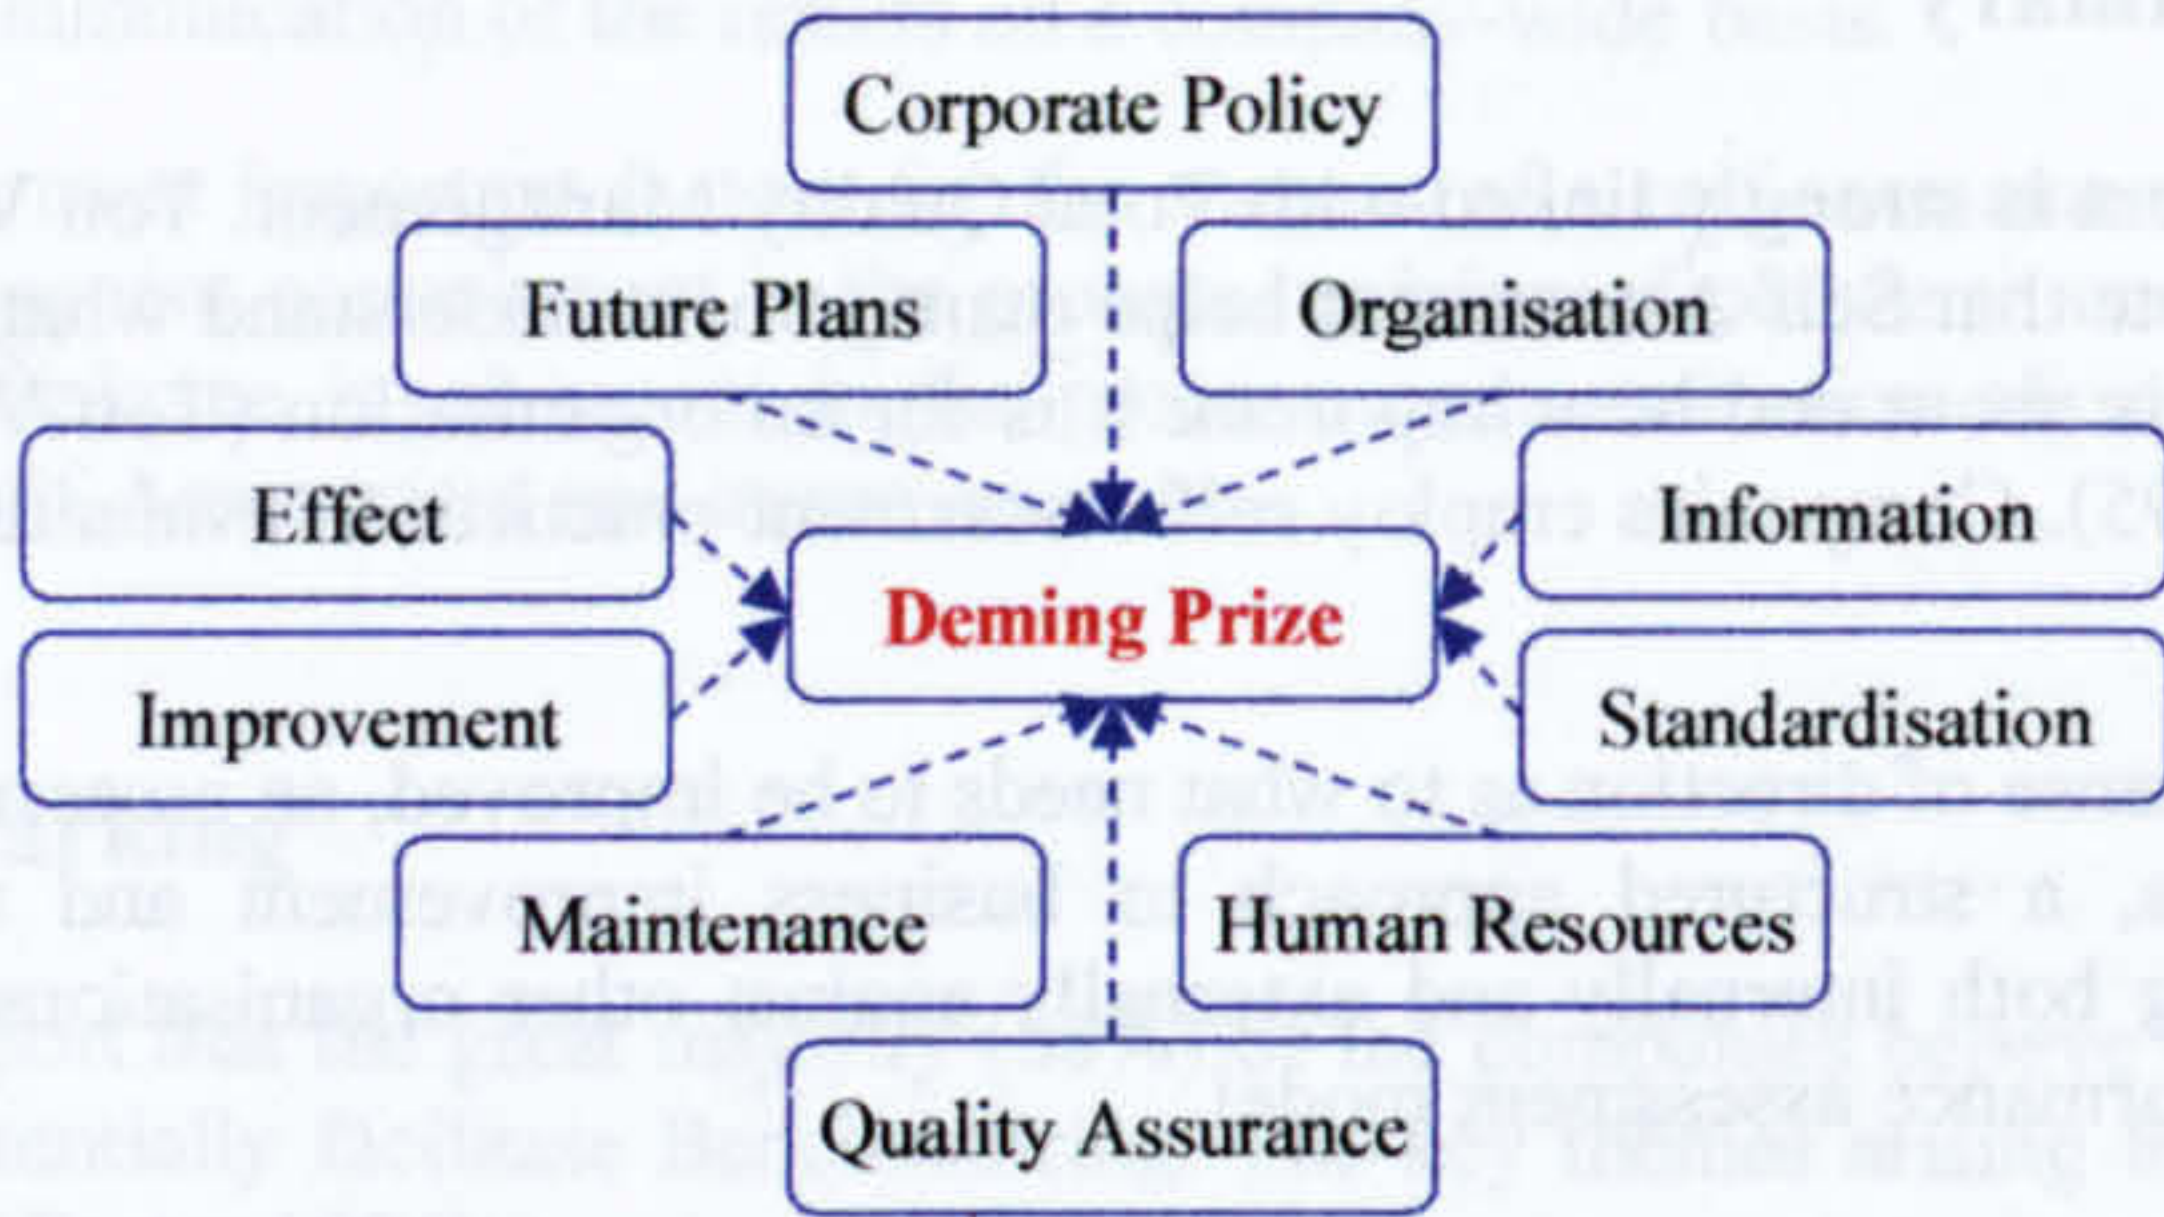 Corporate Policy
Future Plans
Organisation
Effect
Information
Deming Prize
Improvement
Standardisation
Maintenance
Human Resources
Quality Assurance